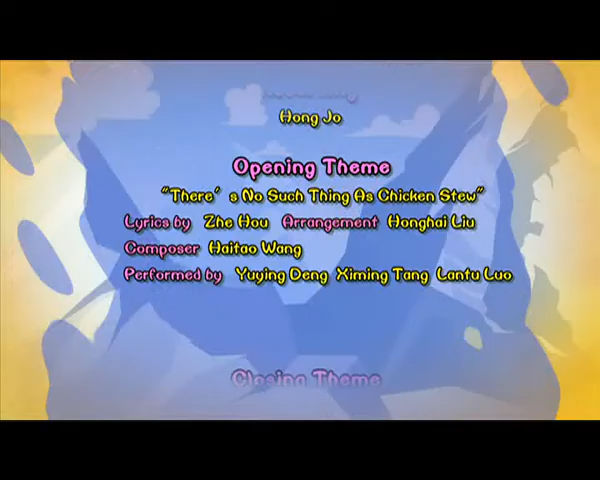 Hong Jo
Opening Theme
“There’s No Such Thing As Chicken Stew”
Lyrics by Zhe Hou Arrangement Honghai Liu
Composer Haitao Wang
Performed by Yuying Deng Ximing Tang Lantu Luo
Closing Theme